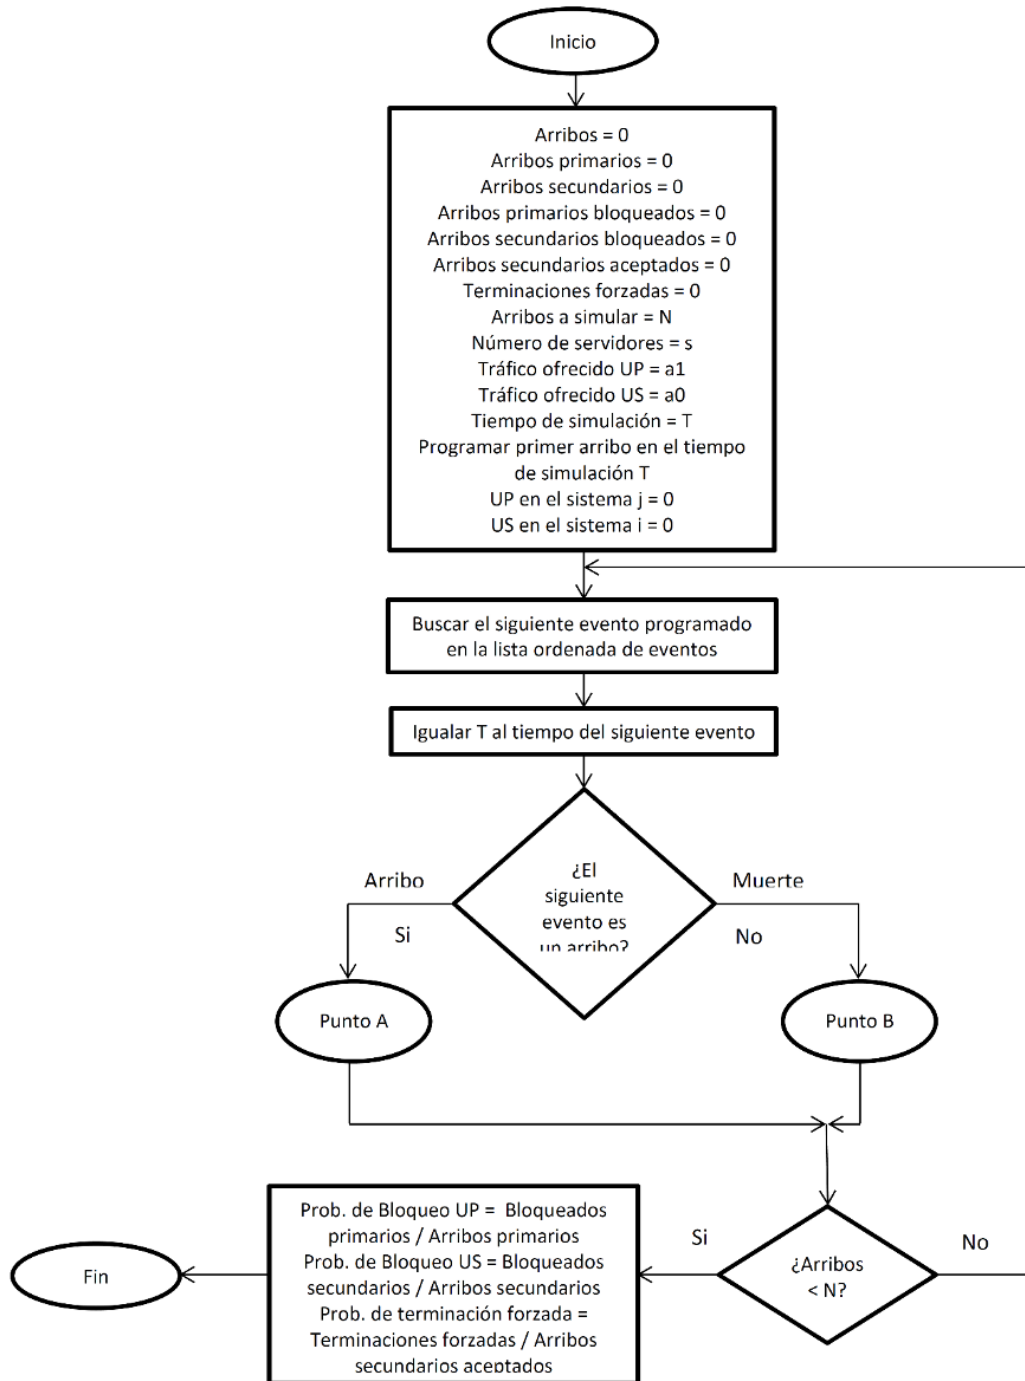 Inicio
Arribos = 0
Arribos primarios = 0
Arribos secundarios = 0
Arribos primarios bloqueados = 0
Arribos secundarios bloqueados = 0
Arribos secundarios aceptados = 0
Terminaciones forzadas = 0
Arribos a simular = N
Número de servidores = s
Tráfico ofrecido UP = a1
Tráfico ofrecido US = a0
Tiempo de simulación = T
Programar primer arribo en el tiempo
de simulación T
UP en el sistema j = 0
US en el sistema i = 0
Buscar el siguiente evento programado
en la lista ordenada de eventos
Igualar T al tiempo del siguiente evento
¿El
siguiente
evento es
un arribo?
Arribo
Si
Muerte
No
Punto A
Punto B
¿Arribos
< N?
Si
No
Prob. de Bloqueo UP = Bloqueados
primarios / Arribos primarios
Prob. de Bloqueo US = Bloqueados
secundarios / Arribos secundarios
Prob. de terminación forzada =
Terminaciones forzadas / Arribos
secundarios aceptados
Fin